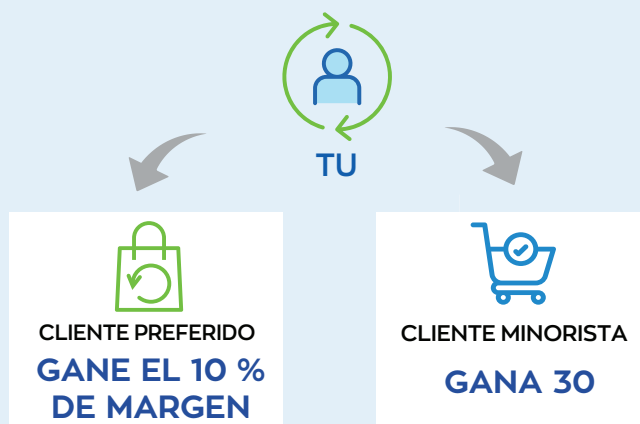 TU
CLIENTE PREFERIDO
GANE EL 10 %
DE MARGEN
CLIENTE MINORISTA
GANA 30